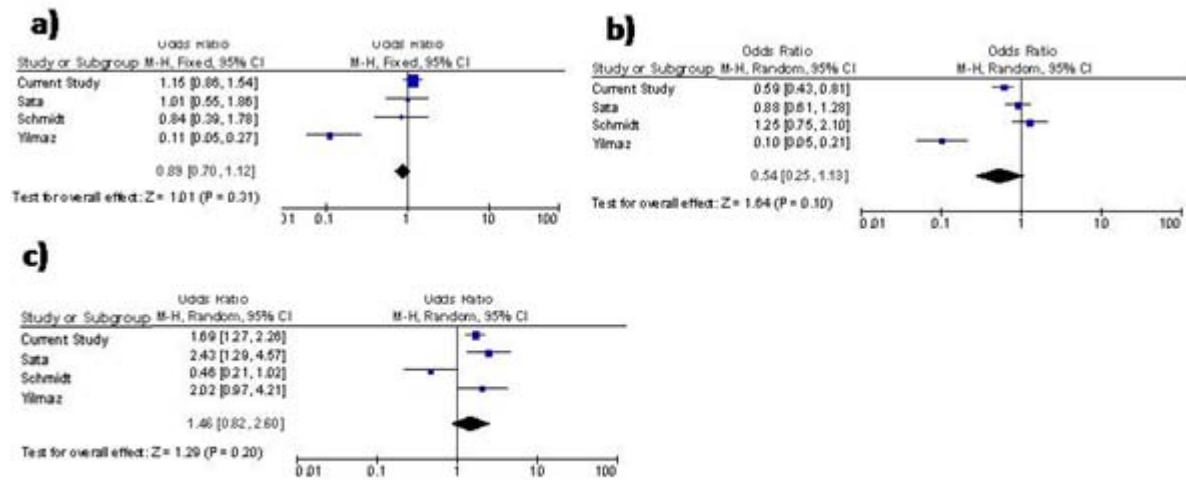 a)
Odds Ratio Odds Ratio
Study or Subgroup M-H, Fixed, 95% CI M-H, Fixed, 95% CI
Current Study 1.15 [0.86, 1.54]
Sata 1.01 [0.55, 1.86]
Schmidt 0.84 [0.39, 1.78]
Yilmaz 0.11 [0.05, 0.27]
0.89 [0.70, 1.12]
Test for overall effect: Z = 1.01 (P = 0.31)
01 0.1 1 10 100
b)
Odds Ratio Odds Ratio
Study or Subgroup M-H, Random, 95% CI M-H, Random, 95% CI
Current Study 0.59 [0.43, 0.81]
Sata 0.88 [0.61, 1.28]
Schmidt 1.25 [0.75, 2.10]
Yilmaz 0.10 [0.05, 0.21]
0.54 [0.25, 1.13]
Test for overall effect: Z = 1.64 (P = 0.10)
0.01 0.1 1 10 100
c)
Odds Ratio Odds Ratio
Study or Subgroup M-H, Random, 95% CI M-H, Random, 95% CI
Current Study 1.69 [1.27, 2.26]
Sata 2.43 [1.29, 4.57]
Schmidt 0.46 [0.21, 1.02]
Yilmaz 2.02 [0.97, 4.21]
1.46 [0.82, 2.60]
Test for overall effect: Z = 1.29 (P = 0.20)
0.01 0.1 1 10 100